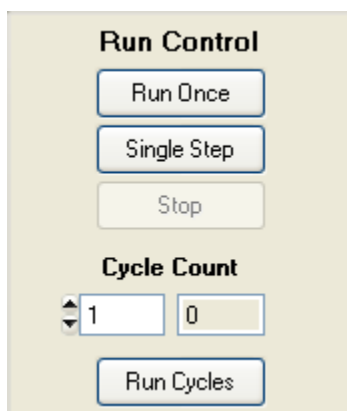 Run Control
Run Once
Single Step
Stop
Cycle Count
1 0
Run Cycles